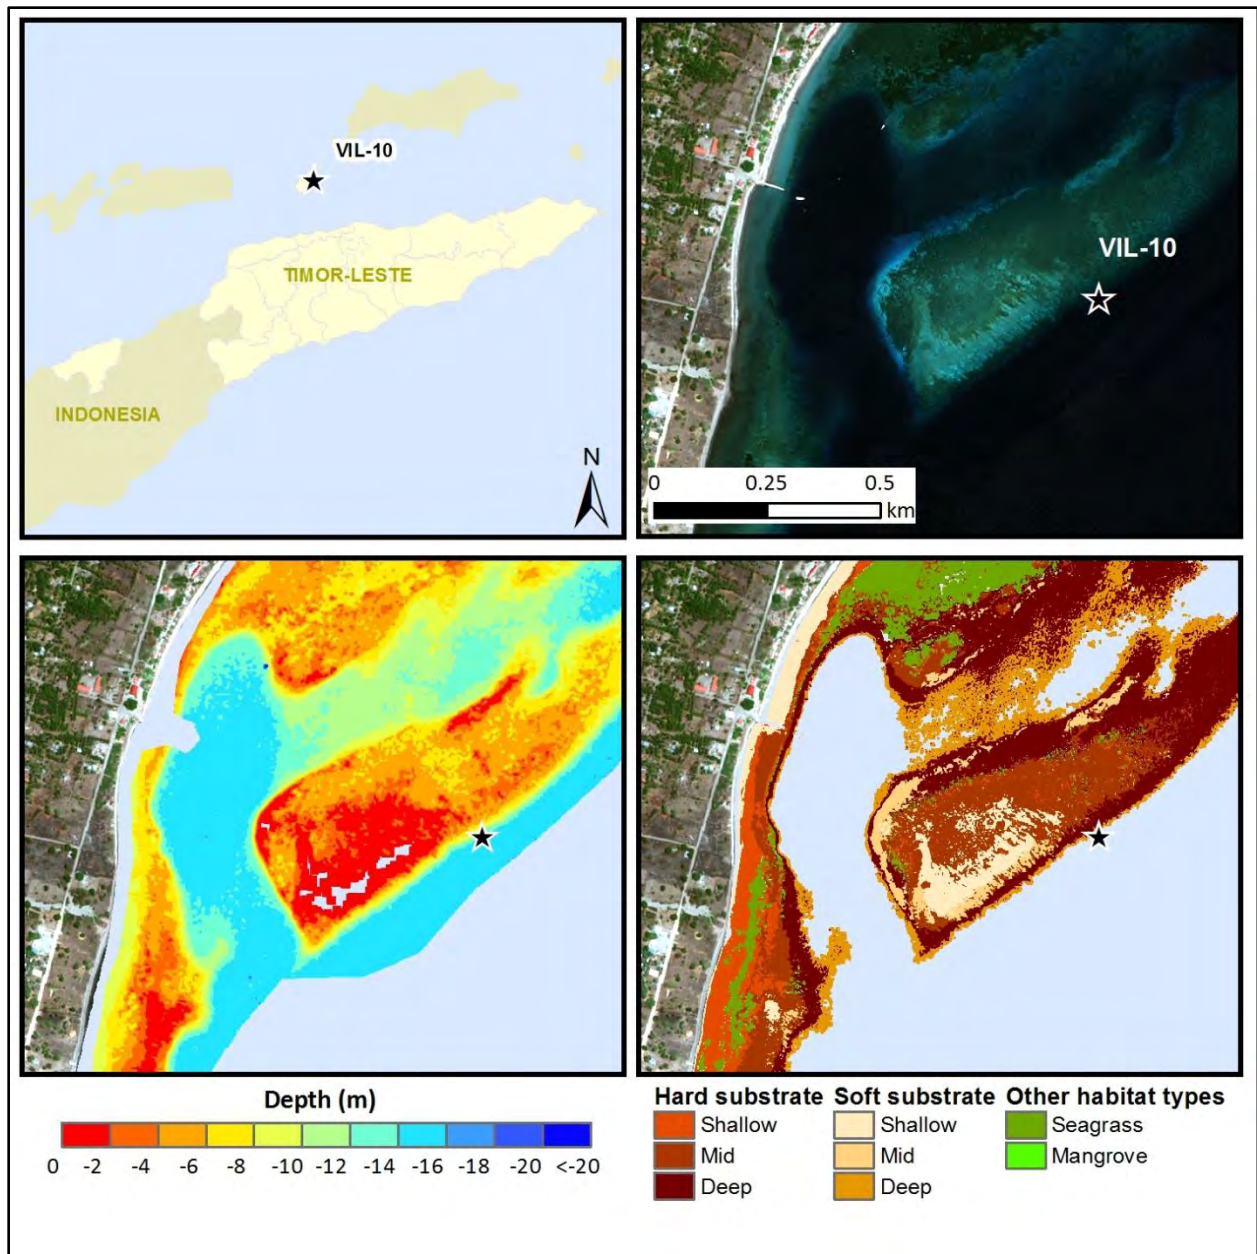 VIL-10
TIMOR-LESTE
INDONESIA
N
VIL-10
0 0.25 0.5
km
Depth (m)
0 -2 -4 -6 -8 -10 -12 -14 -16 -18 -20 <-20
Hard substrate Soft substrate Other habitat types
Shallow Shallow Seagrass
Mid Mid Mangrove
Deep Deep